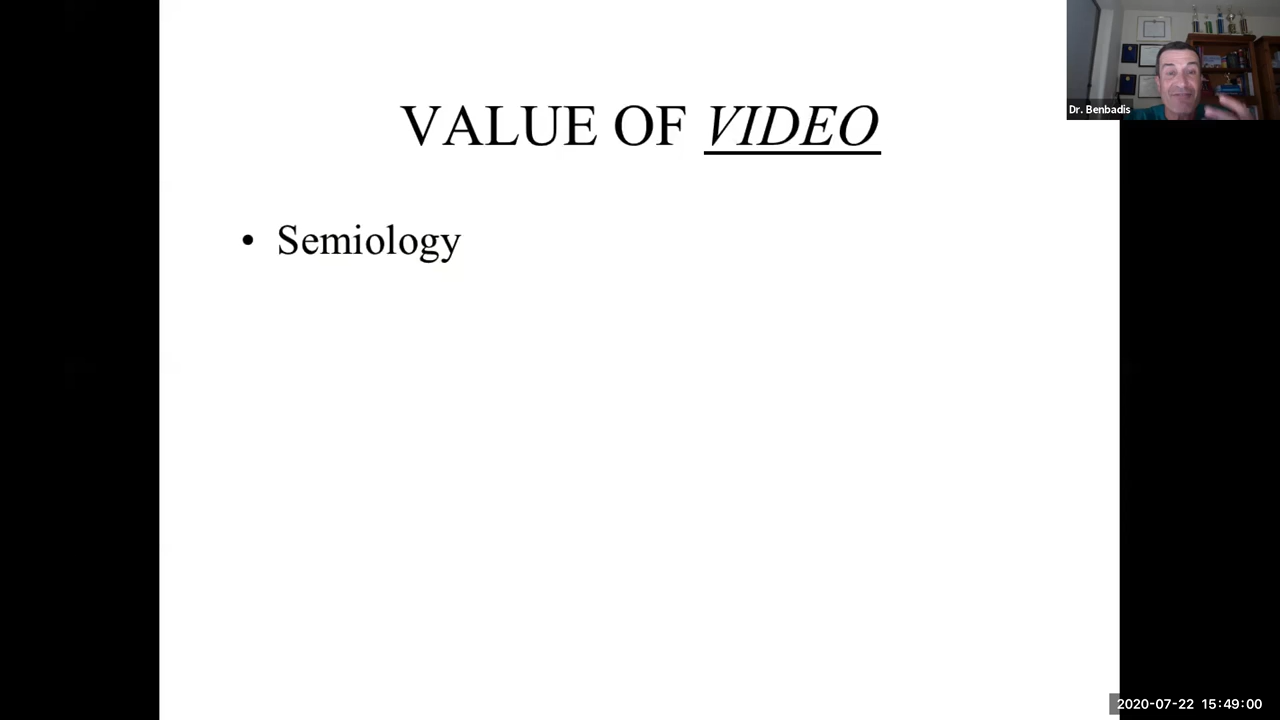 VALUE OF VIDEO
• Semiology
Dr. Benbadis
2020-07-22 15:49:00